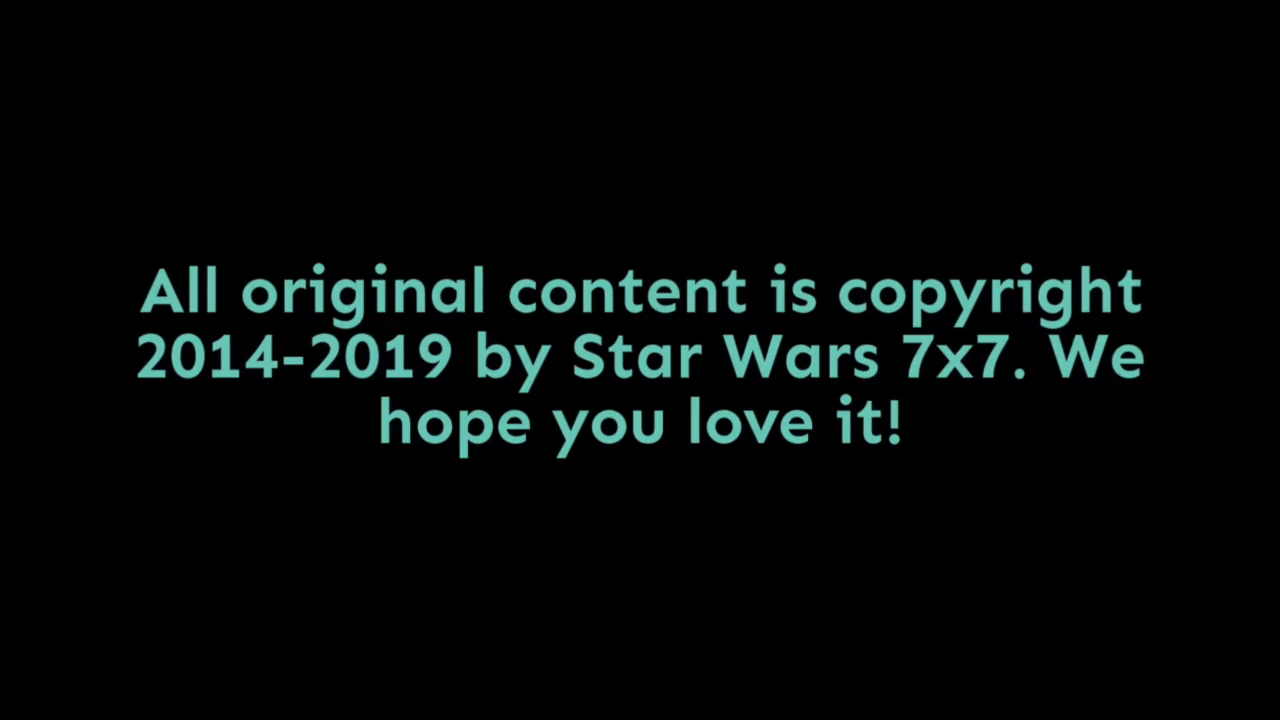 All original content is copyright
2014-2019 by Star Wars 7x7. We
hope you love it!